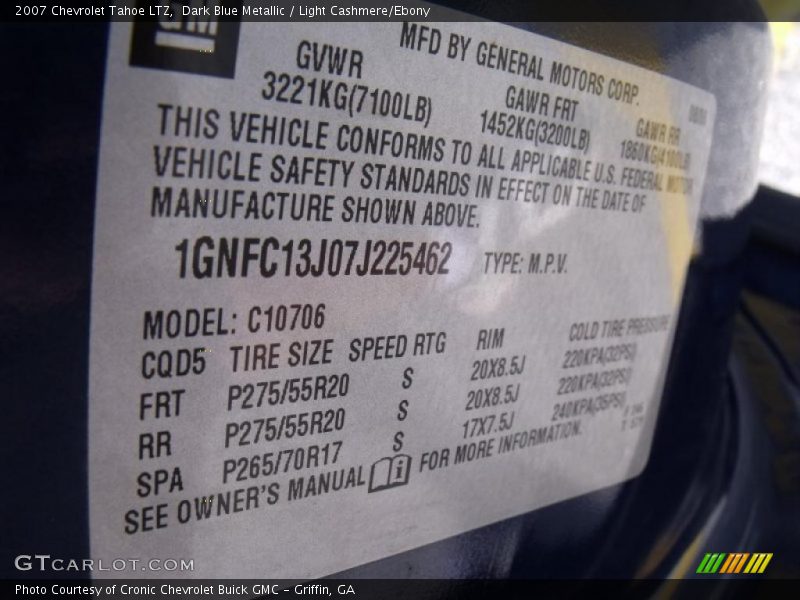 2007 Chevrolet Tahoe LTZ, Dark Blue Metallic / Light Cashmere/Ebony
GM
MFD BY GENERAL MOTORS CORP.
GVWR GAWR FRT GAWR RR
3221KG(7100LB) 1452KG(3200LB) 1860KG(4100LB)
THIS VEHICLE CONFORMS TO ALL APPLICABLE U.S. FEDERAL MOTOR
VEHICLE SAFETY STANDARDS IN EFFECT ON THE DATE OF
MANUFACTURE SHOWN ABOVE.
1GNFC13J07J225462 TYPE: M.P.V.
MODEL: C10706
CQD5 TIRE SIZE SPEED RTG RIM COLD TIRE PRESSURE
FRT P275/55R20 S 20X8.5J 220KPA(32PSI)
RR P275/55R20 S 20X8.5J 220KPA(32PSI)
SPA P265/70R17 S 17X7.5J 240KPA(35PSI)
SEE OWNER'S MANUAL FOR MORE INFORMATION.
GTCARLOT.COM
Photo Courtesy of Cronic Chevrolet Buick GMC - Griffin, GA